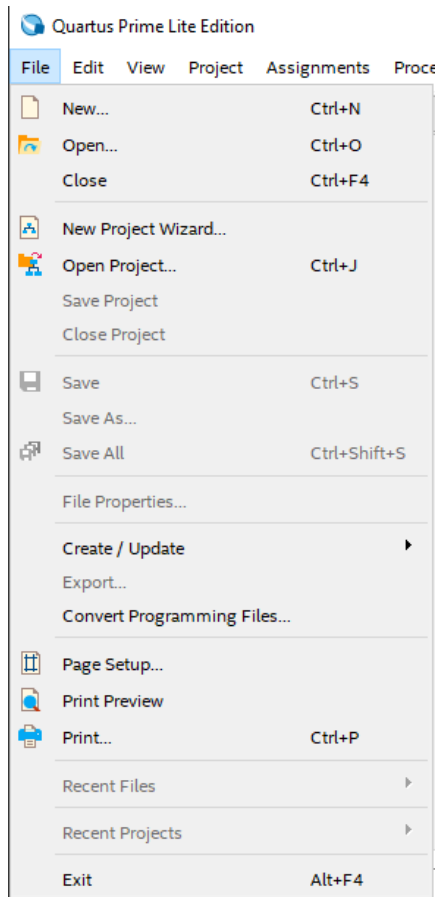 Quartus Prime Lite Edition
File Edit View Project Assignments Proce
New... Ctrl+N
Open... Ctrl+O
Close Ctrl+F4
New Project Wizard...
Open Project... Ctrl+J
Save Project
Close Project
Save Ctrl+S
Save As...
Save All Ctrl+Shift+S
File Properties...
Create / Update
Export...
Convert Programming Files...
Page Setup...
Print Preview
Print... Ctrl+P
Recent Files
Recent Projects
Exit Alt+F4